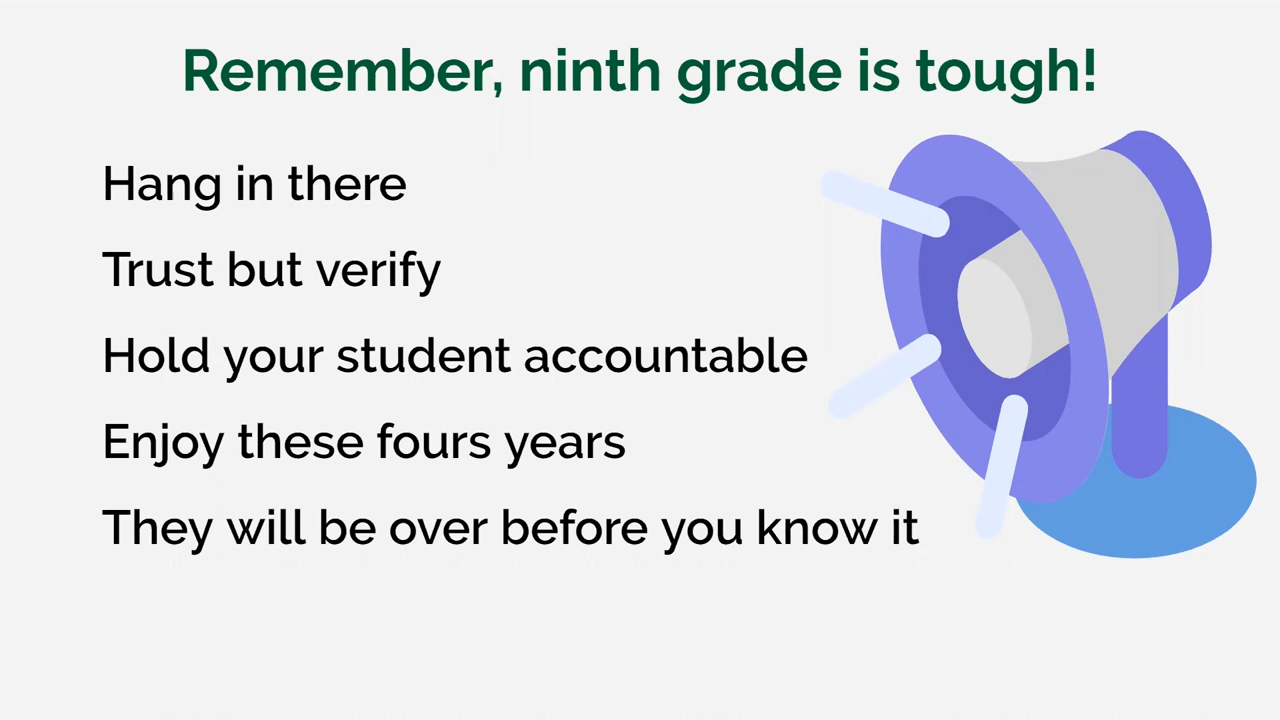 Remember, ninth grade is tough!
Hang in there
Trust but verify
Hold your student accountable
Enjoy these fours years
They will be over before you know it